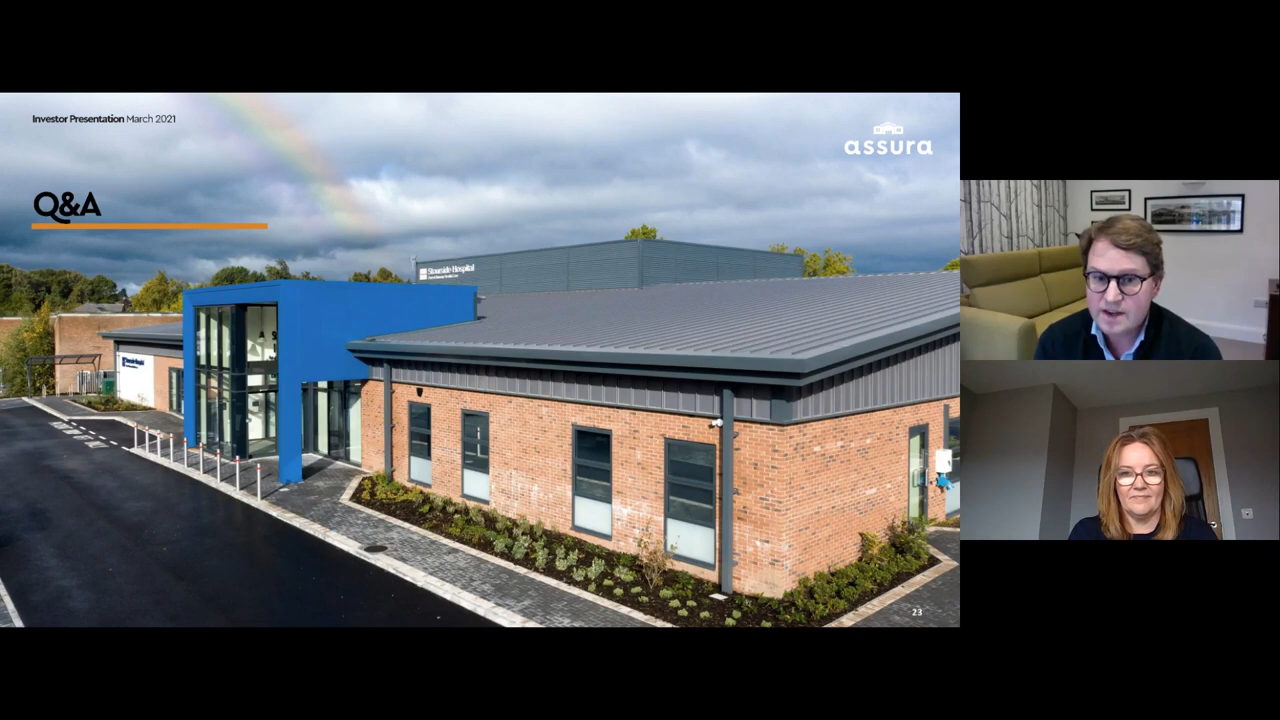 Investor Presentation March 2021
assura
Q&A
Stourside Hospital
23